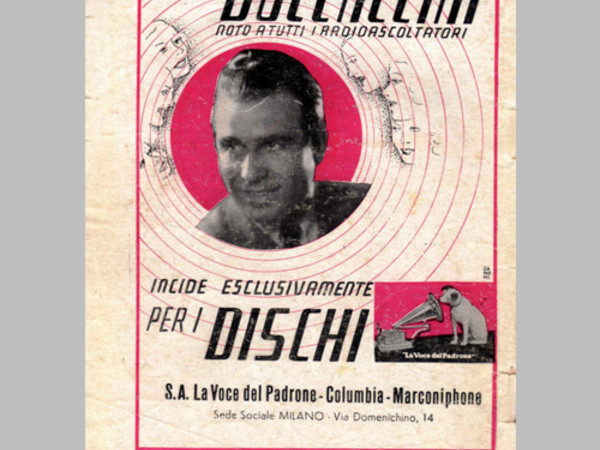 NOTO A TUTTI I RADIOASCOLTATORI
INCIDE ESCLUSIVAMENTE
PER I DISCHI
"La Voce del Padrone"
S.A. La Voce del Padrone - Columbia - Marconiphone
Sede Sociale MILANO - Via Domenichino, 14